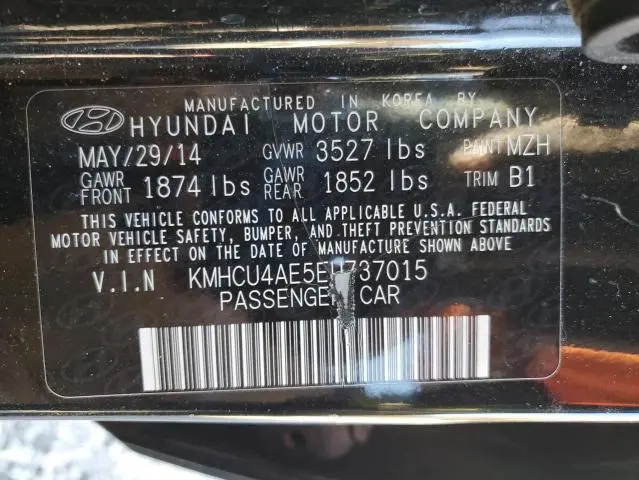 MANUFACTURED IN KOREA BY
HYUNDAI MOTOR COMPANY
MAY/29/14 GVWR 3527 lbs PAINT MZH
GAWR FRONT 1874 lbs GAWR REAR 1852 lbs TRIM B1
THIS VEHICLE CONFORMS TO ALL APPLICABLE U.S.A. FEDERAL
MOTOR VEHICLE SAFETY, BUMPER, AND THEFT PREVENTION STANDARDS
IN EFFECT ON THE DATE OF MANUFACTURE SHOWN ABOVE
V.I.N
PASSENGER CAR